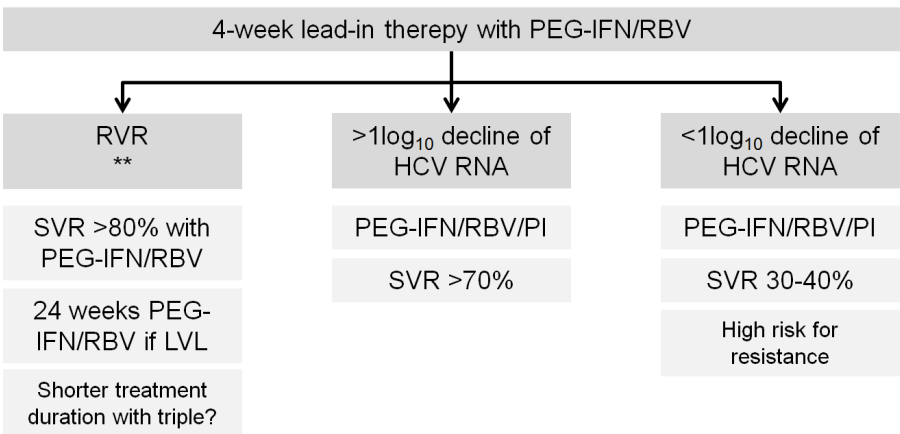 4-week lead-in therepy with PEG-IFN/RBV
RVR
**
SVR >80% with
PEG-IFN/RBV
24 weeks PEG-
IFN/RBV if LVL
Shorter treatment
duration with triple?
>1log₁₀ decline of
HCV RNA
PEG-IFN/RBV/PI
SVR >70%
<1log₁₀ decline of
HCV RNA
PEG-IFN/RBV/PI
SVR 30-40%
High risk for
resistance